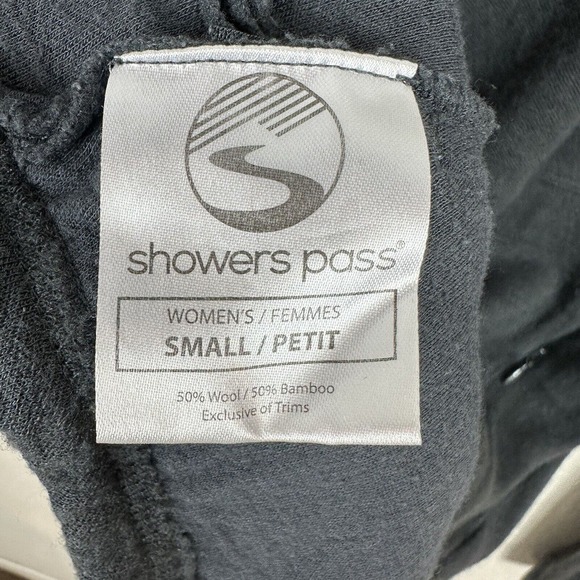 showers pass®
WOMEN'S / FEMMES
SMALL / PETIT
50% Wool / 50% Bamboo
Exclusive of Trims